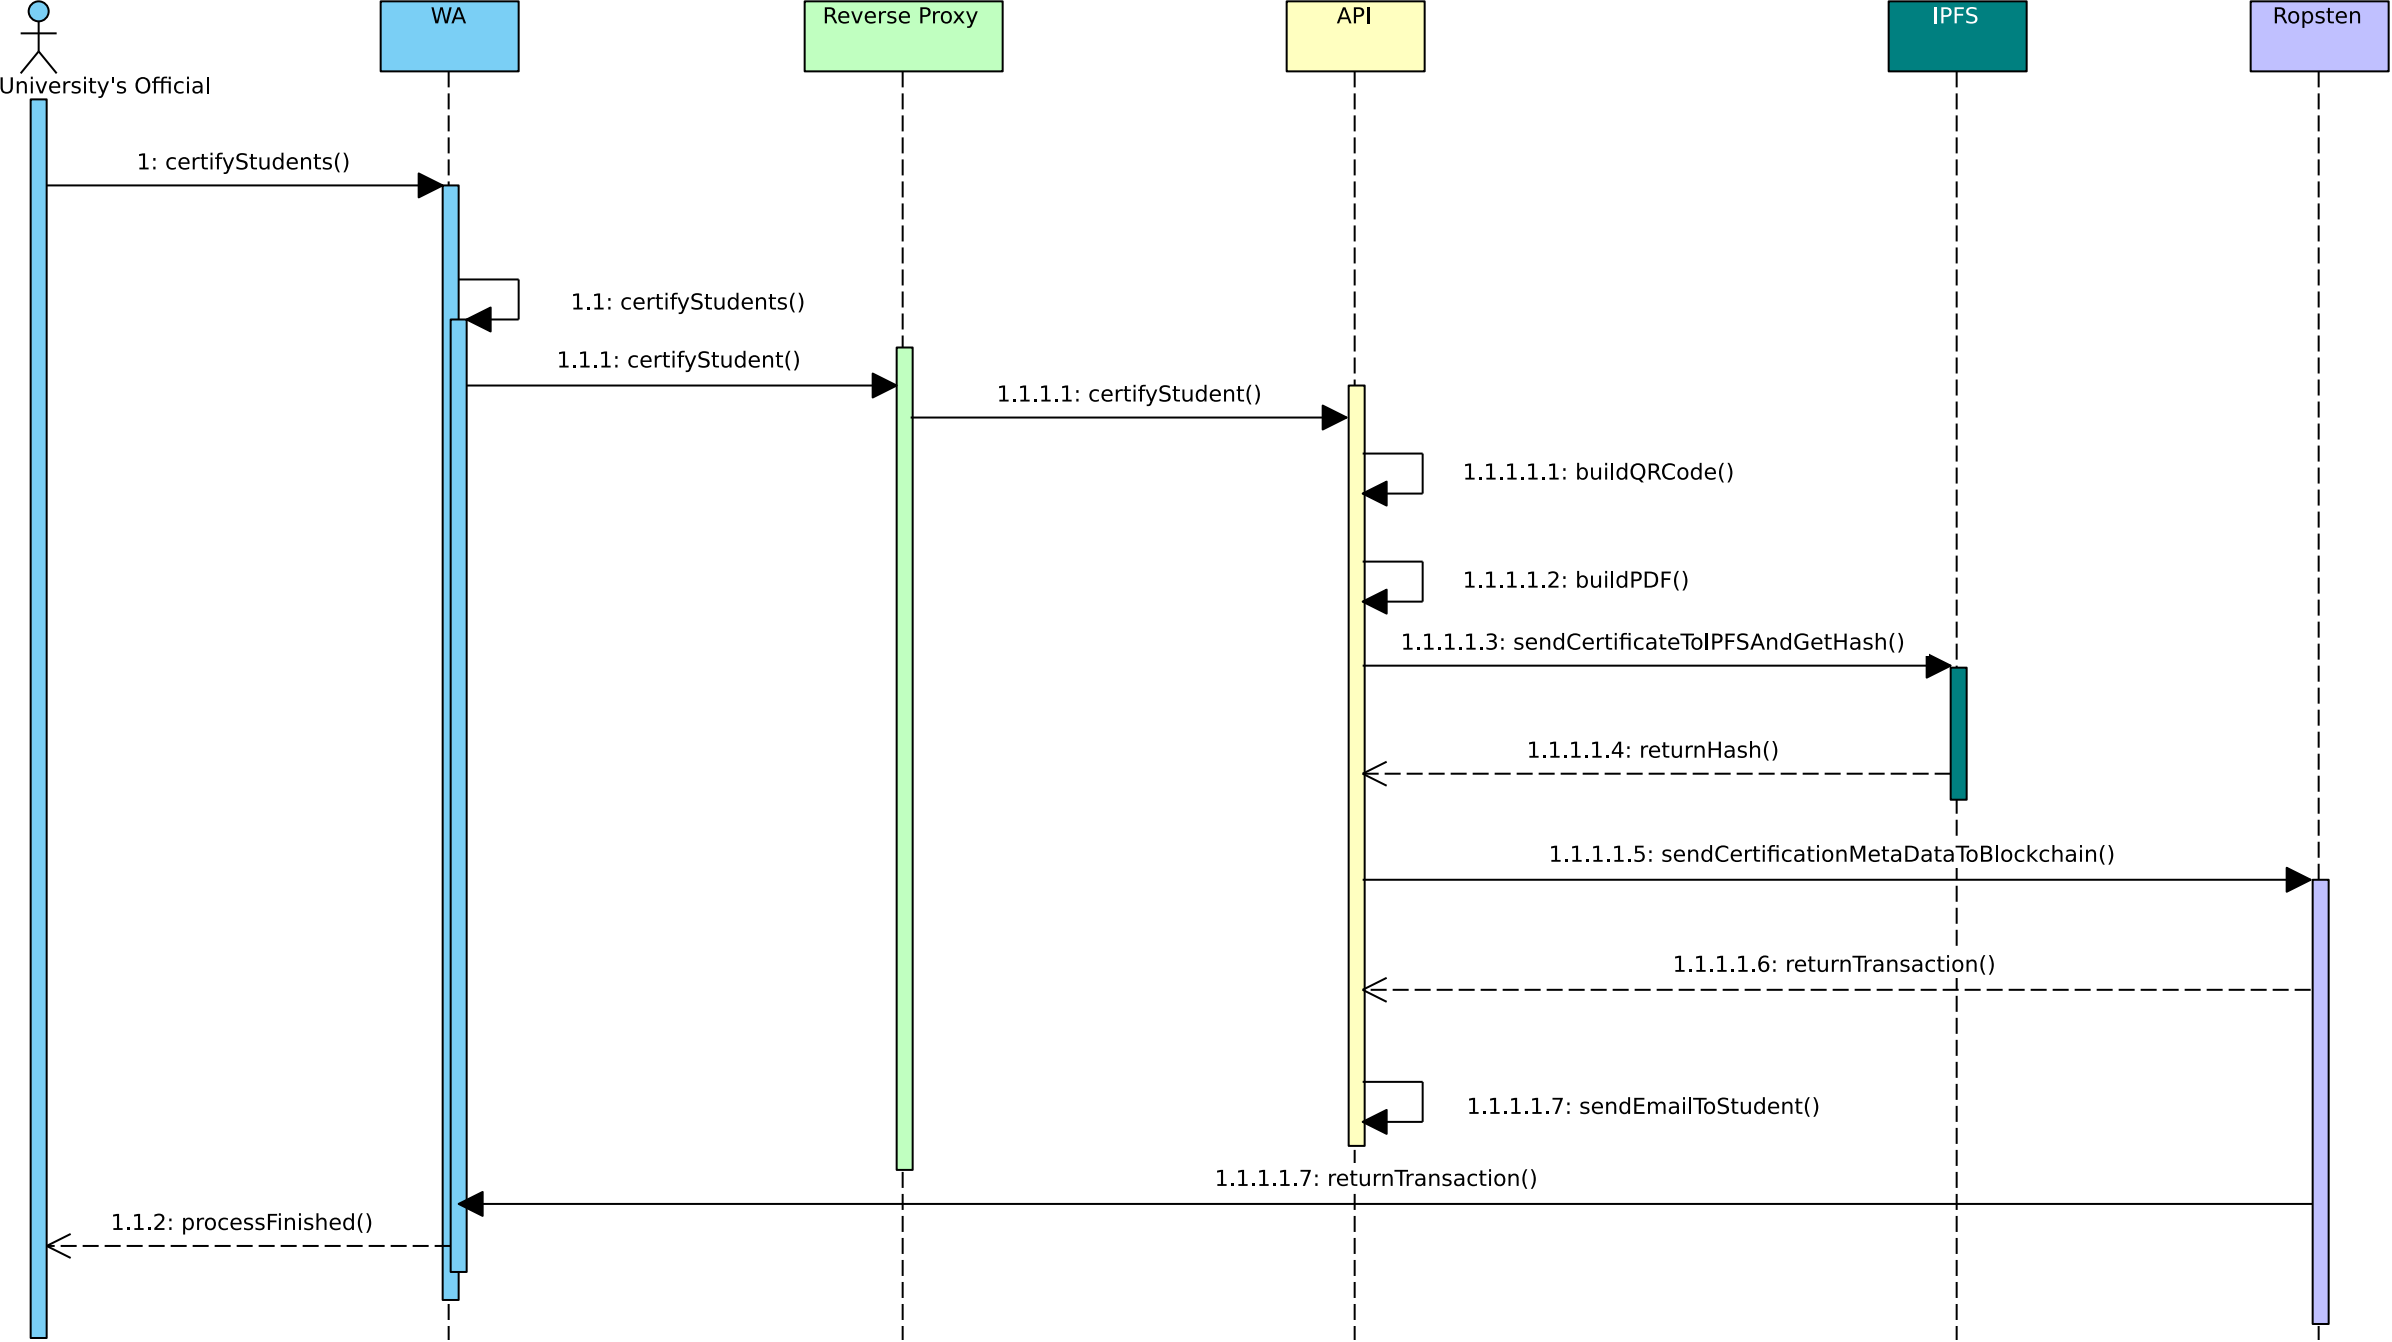 WA
Reverse Proxy
API
IPFS
Ropsten
University's Official
1: certifyStudents()
1.1: certifyStudents()
1.1.1: certifyStudent()
1.1.1.1: certifyStudent()
1.1.1.1.1: buildQRCode()
1.1.1.1.2: buildPDF()
1.1.1.1.3: sendCertificateToIPFSAndGetHash()
1.1.1.1.4: returnHash()
1.1.1.1.5: sendCertificationMetaDataToBlockchain()
1.1.1.1.6: returnTransaction()
1.1.1.1.7: sendEmailToStudent()
1.1.1.1.7: returnTransaction()
1.1.2: processFinished()